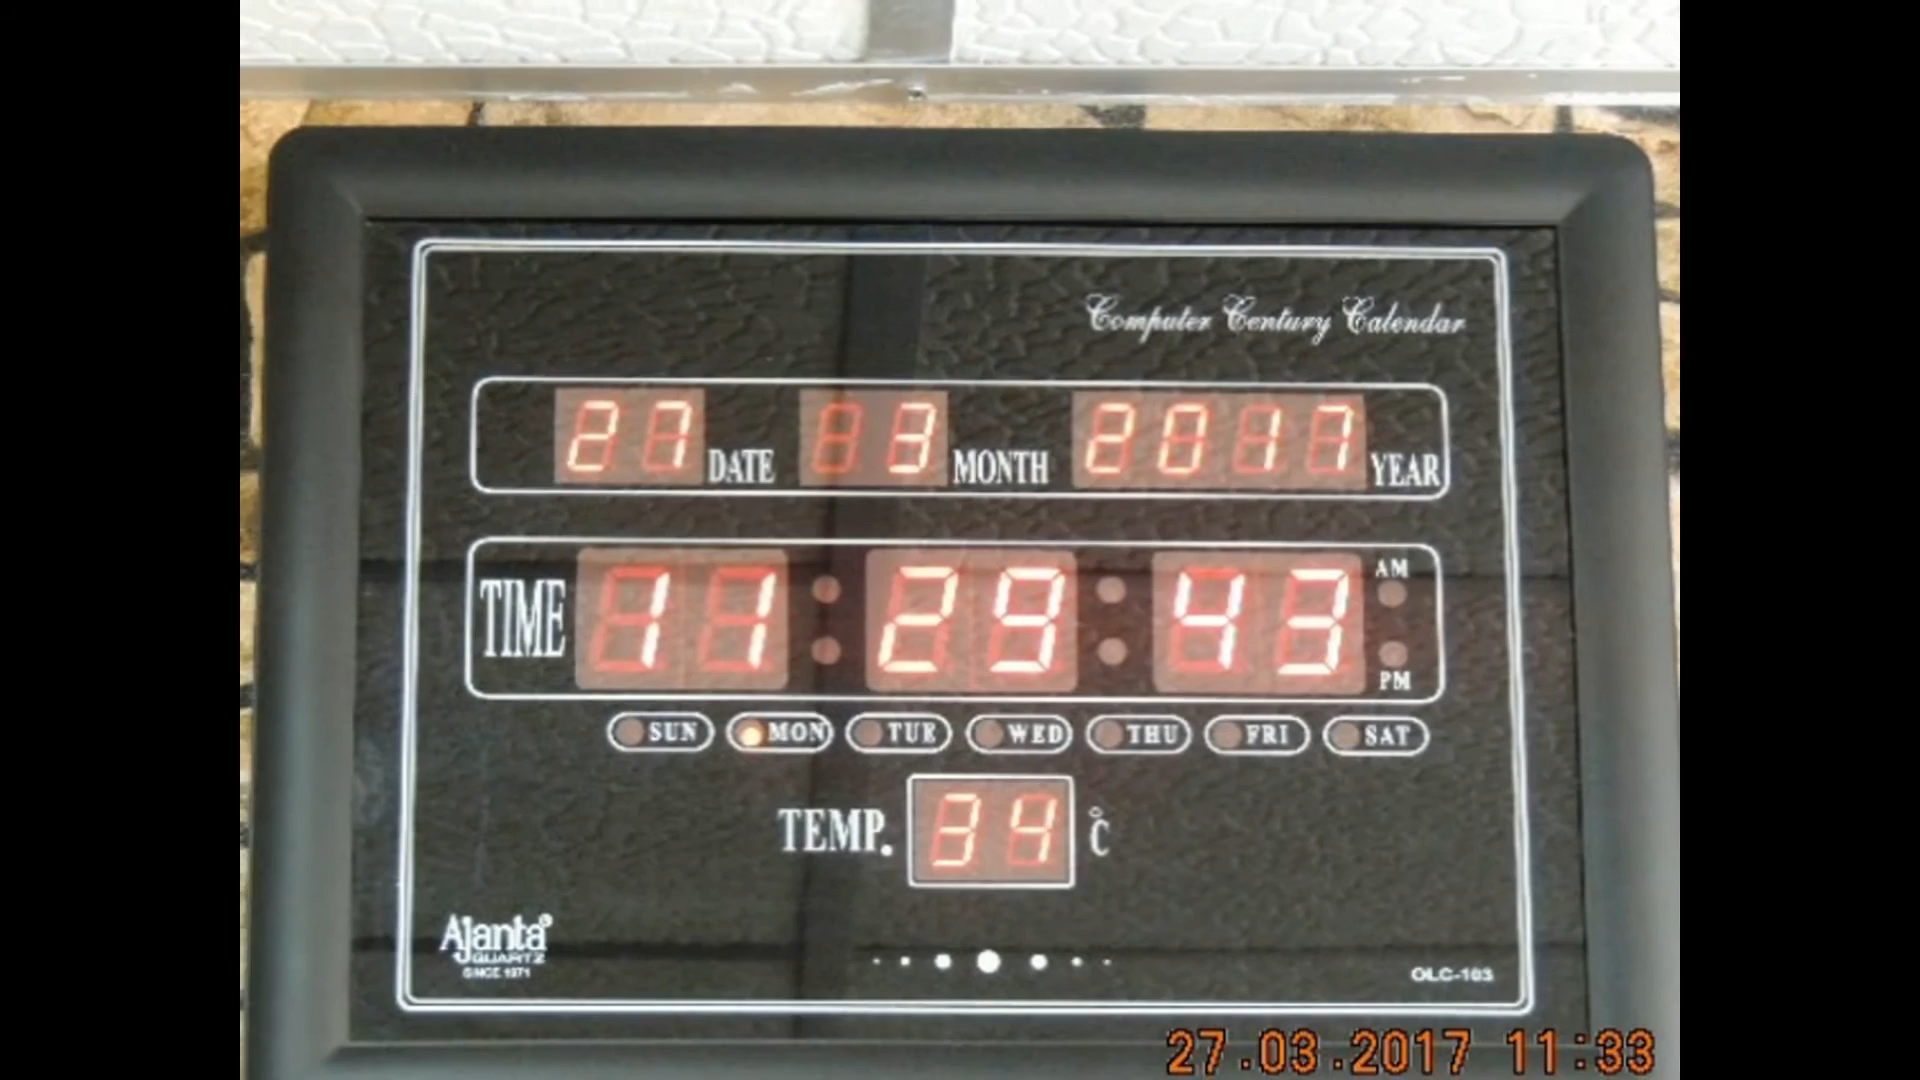 Computer Century Calendar
27 DATE 3 MONTH 2017 YEAR
TIME 11 29 43 AM
PM
SUN MON TUE WED THU FRI SAT
TEMP. 34 °C
Ajanta
QUARTZ
SINCE 1971
OLC-103
27.03.2017 11:33